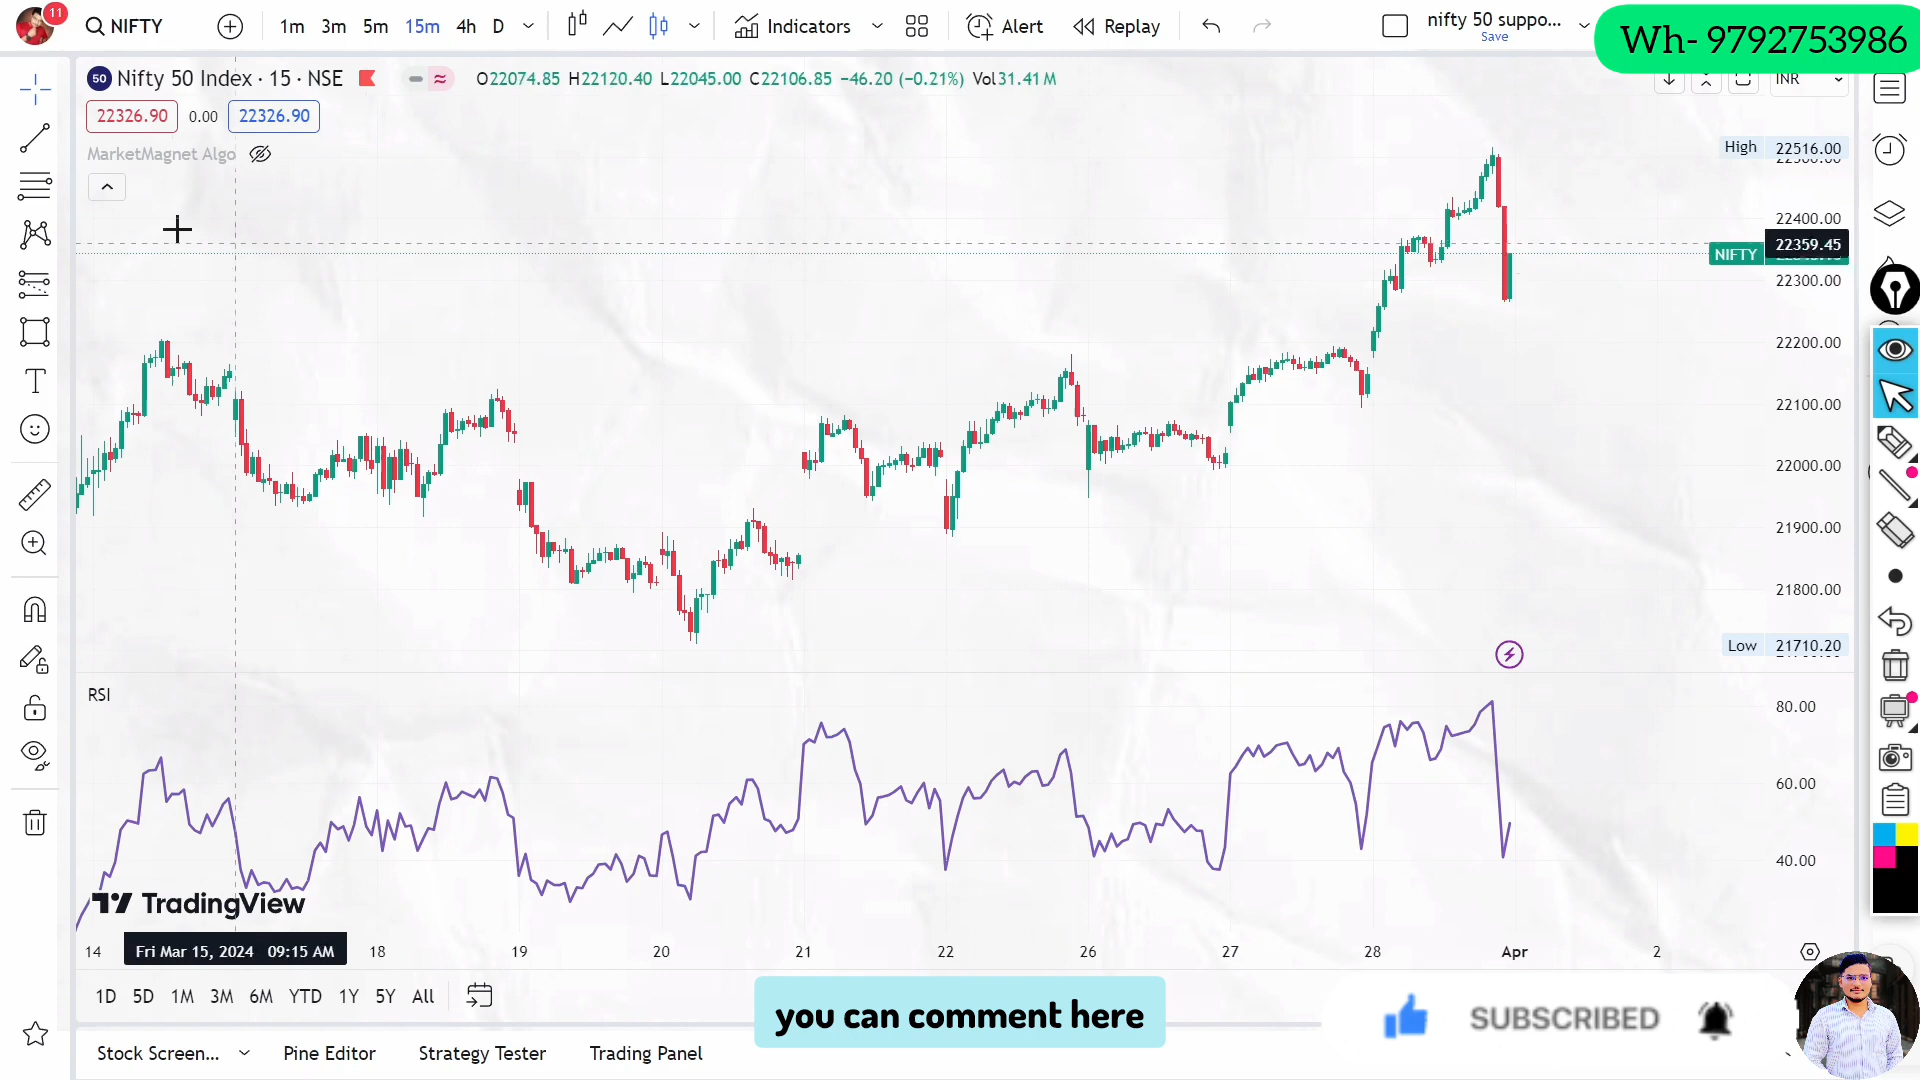 11
NIFTY
1m 3m 5m 15m 4h D
Indicators
Alert
Replay
nifty 50 suppo...
Save
Wh- 9792753986
50 Nifty 50 Index · 15 · NSE
O22074.85 H22120.40 L22045.00 C22106.85 −46.20 (−0.21%) Vol31.41 M
INR
22326.90 0.00 22326.90
MarketMagnet Algo
High 22516.00
22400.00
22359.45
NIFTY
22300.00
22200.00
22100.00
22000.00
21900.00
21800.00
Low 21710.20
RSI
80.00
60.00
40.00
TradingView
14 Fri Mar 15, 2024 09:15 AM 18 19 20 21 22 26 27 28 Apr 2
1D 5D 1M 3M 6M YTD 1Y 5Y All
you can comment here
SUBSCRIBED
Stock Screen... Pine Editor Strategy Tester Trading Panel